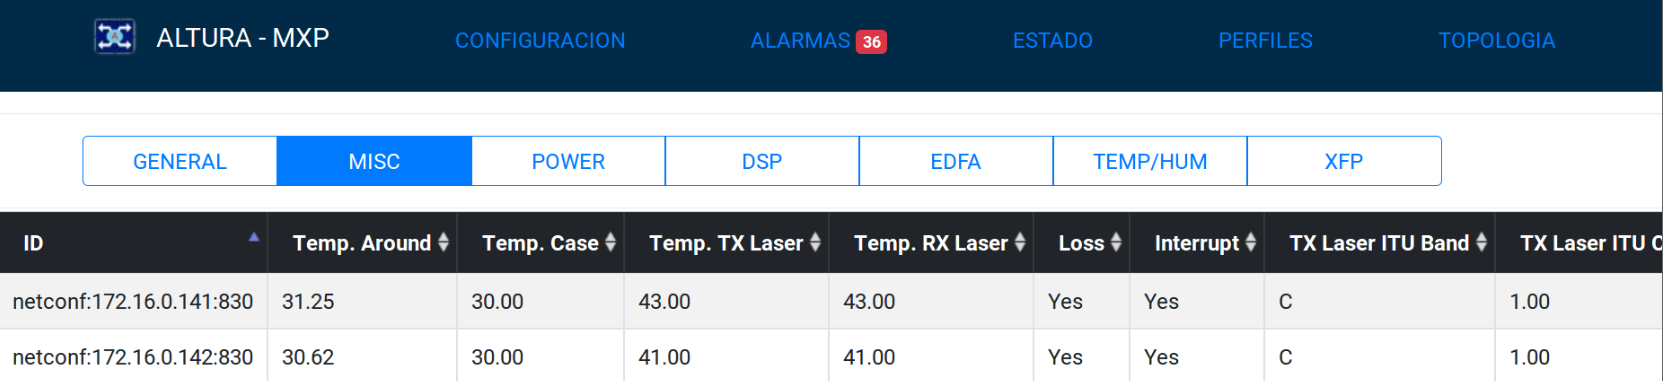 ALTURA - MXP CONFIGURACION ALARMAS 36 ESTADO PERFILES TOPOLOGIA
GENERAL MISC POWER DSP EDFA TEMP/HUM XFP
ID Temp. Around Temp. Case Temp. TX Laser Temp. RX Laser Loss Interrupt TX Laser ITU Band TX Laser ITU
netconf:172.16.0.141:830 31.25 30.00 43.00 43.00 Yes Yes C 1.00
netconf:172.16.0.142:830 30.62 30.00 41.00 41.00 Yes Yes C 1.00